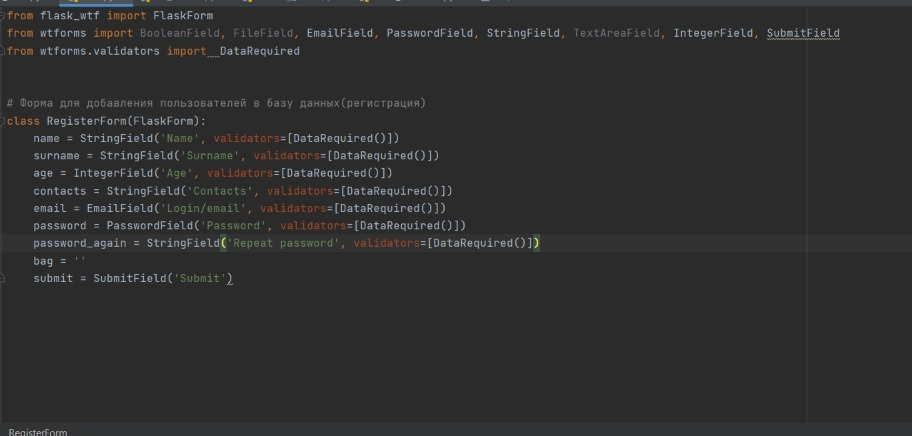 from flask_wtf import FlaskForm
from wtforms import BooleanField, FileField, EmailField, PasswordField, StringField, TextAreaField, IntegerField, SubmitField
from wtforms.validators import  DataRequired
# Форма для добавления пользователей в базу данных(регистрация)
class RegisterForm(FlaskForm):
    name = StringField('Name', validators=[DataRequired()])
    surname = StringField('Surname', validators=[DataRequired()])
    age = IntegerField('Age', validators=[DataRequired()])
    contacts = StringField('Contacts', validators=[DataRequired()])
    email = EmailField('Login/email', validators=[DataRequired()])
    password = PasswordField('Password', validators=[DataRequired()])
    password_again = StringField('Repeat password', validators=[DataRequired()])
    bag = ''
    submit = SubmitField('Submit')
RegisterForm